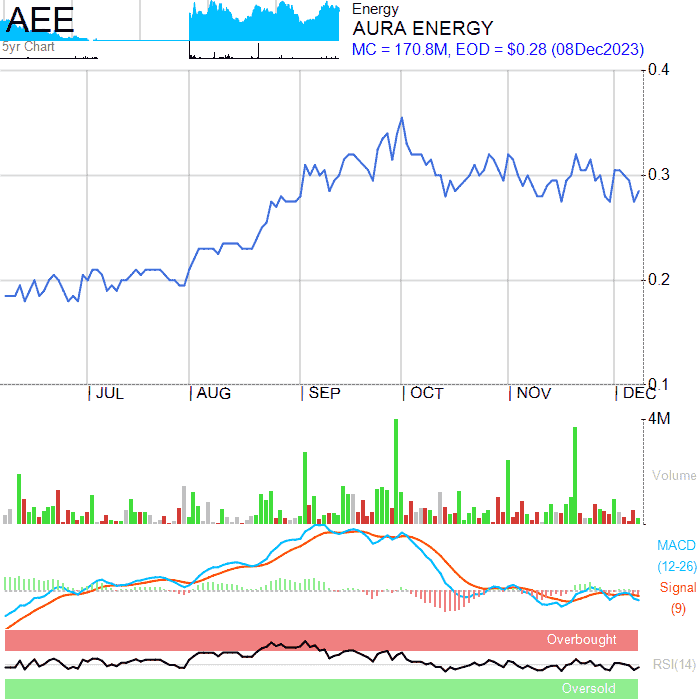 AEE
5yr Chart
Energy
AURA ENERGY
MC = 170.8M, EOD = $0.28 (08Dec2023)
0.4
0.3
0.2
0.1
JUL AUG SEP OCT NOV DEC
4M
Volume
MACD
(12-26)
Signal
(9)
Overbought
RSI(14)
Oversold